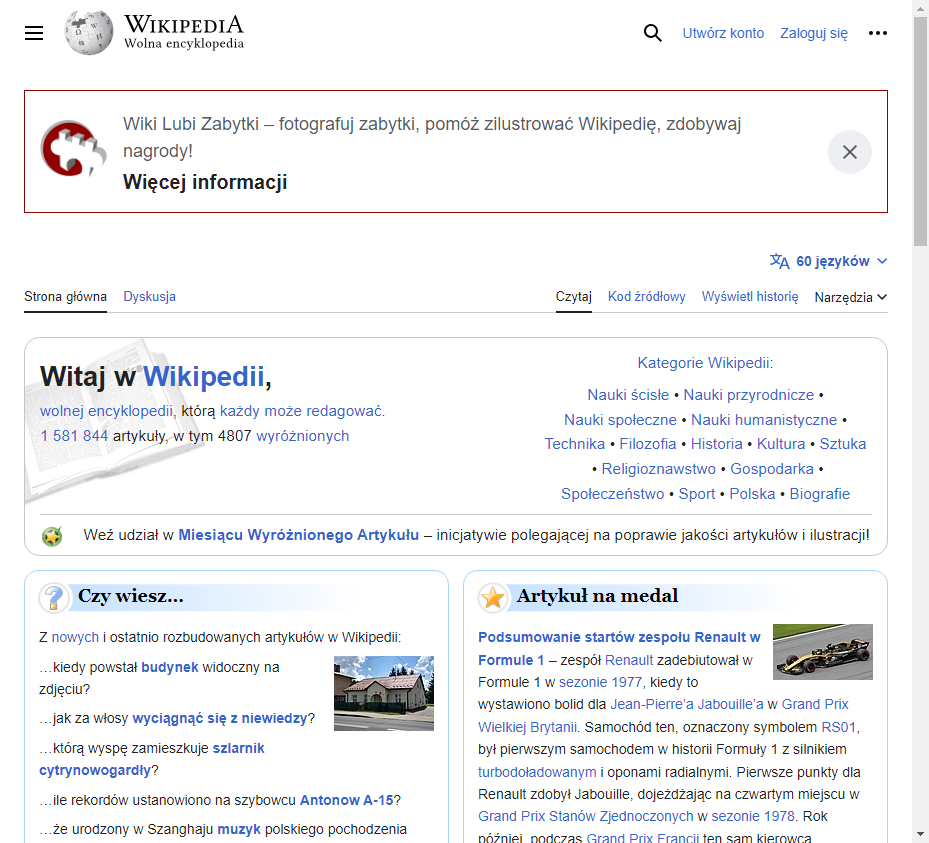 WIKIPEDIA
Wolna encyklopedia
Utwórz konto
Zaloguj się
Wiki Lubi Zabytki – fotografuj zabytki, pomóż zilustrować Wikipedię, zdobywaj
nagrody!
Więcej informacji
60 języków
Strona główna
Dyskusja
Czytaj
Kod źródłowy
Wyświetl historię
Narzędzia
Witaj w Wikipedii,
wolnej encyklopedii, którą każdy może redagować.
1 581 844 artykuły, w tym 4807 wyróżnionych
Kategorie Wikipedii:
Nauki ścisłe • Nauki przyrodnicze •
Nauki społeczne • Nauki humanistyczne •
Technika • Filozofia • Historia • Kultura • Sztuka
• Religioznawstwo • Gospodarka •
Społeczeństwo • Sport • Polska • Biografie
Weź udział w Miesiącu Wyróżnionego Artykułu – inicjatywie polegającej na poprawie jakości artykułów i ilustracji!
Czy wiesz...
Z nowych i ostatnio rozbudowanych artykułów w Wikipedii:
…kiedy powstał budynek widoczny na
zdjęciu?
…jak za włosy wyciągnąć się z niewiedzy?
…którą wyspę zamieszkuje szlarnik
cytrynowogardły?
…ile rekordów ustanowiono na szybowcu Antonow A-15?
…że urodzony w Szanghaju muzyk polskiego pochodzenia
Artykuł na medal
Podsumowanie startów zespołu Renault w
Formule 1 – zespół Renault zadebiutował w
Formule 1 w sezonie 1977, kiedy to
wystawiono bolid dla Jean-Pierre’a Jabouille’a w Grand Prix
Wielkiej Brytanii. Samochód ten, oznaczony symbolem RS01,
był pierwszym samochodem w historii Formuły 1 z silnikiem
turbodoładowanym i oponami radialnymi. Pierwsze punkty dla
Renault zdobył Jabouille, dojeżdżając na czwartym miejscu w
Grand Prix Stanów Zjednoczonych w sezonie 1978. Rok
później, podczas Grand Prix Francji ten sam kierowca